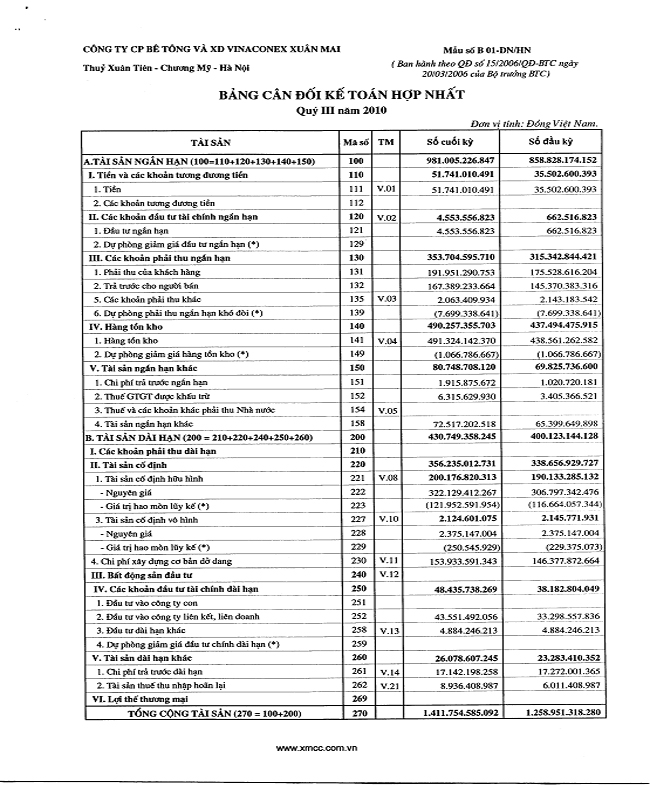 CÔNG TY CP BÊ TÔNG VÀ XD VINACONEX XUÂN MAI
Thuỷ Xuân Tiên - Chương Mỹ - Hà Nội
Mẫu số B 01-DN/HN
( Ban hành theo QĐ số 15/2006/QĐ-BTC ngày
20/03/2006 của Bộ trưởng BTC)
BẢNG CÂN ĐỐI KẾ TOÁN HỢP NHẤT
Quý III năm 2010
Đơn vị tính: Đồng Việt Nam.
TÀI SẢN Mã số TM Số cuối kỳ Số đầu kỳ
A.TÀI SẢN NGẮN HẠN (100=110+120+130+140+150) 100 981.005.226.847 858.828.174.152
I. Tiền và các khoản tương đương tiền 110 51.741.010.491 35.502.600.393
1. Tiền 111 V.01 51.741.010.491 35.502.600.393
2. Các khoản tương đương tiền 112
II. Các khoản đầu tư tài chính ngắn hạn 120 V.02 4.553.556.823 662.516.823
1. Đầu tư ngắn hạn 121 4.553.556.823 662.516.823
2. Dự phòng giảm giá đầu tư ngắn hạn (*) 129
III. Các khoản phải thu ngắn hạn 130 353.704.595.710 315.342.844.421
1. Phải thu của khách hàng 131 191.951.290.753 175.528.616.204
2. Trả trước cho người bán 132 167.389.233.664 145.370.383.316
5. Các khoản phải thu khác 135 V.03 2.063.409.934 2.143.183.542
6. Dự phòng phải thu ngắn hạn khó đòi (*) 139 (7.699.338.641) (7.699.338.641)
IV. Hàng tồn kho 140 490.257.355.703 437.494.475.915
1. Hàng tồn kho 141 V.04 491.324.142.370 438.561.262.582
2. Dự phòng giảm giá hàng tồn kho (*) 149 (1.066.786.667) (1.066.786.667)
V. Tài sản ngắn hạn khác 150 80.748.708.120 69.825.736.600
1. Chi phí trả trước ngắn hạn 151 1.915.875.672 1.020.720.181
2. Thuế GTGT được khấu trừ 152 6.315.629.930 3.405.366.521
3. Thuế và các khoản khác phải thu Nhà nước 154 V.05
4. Tài sản ngắn hạn khác 158 72.517.202.518 65.399.649.898
B. TÀI SẢN DÀI HẠN (200 = 210+220+240+250+260) 200 430.749.358.245 400.123.144.128
I. Các khoản phải thu dài hạn 210
II. Tài sản cố định 220 356.235.012.731 338.656.929.727
1. Tài sản cố định hữu hình 221 V.08 200.176.820.313 190.133.285.132
- Nguyên giá 222 322.129.412.267 306.797.342.476
- Giá trị hao mòn lũy kế (*) 223 (121.952.591.954) (116.664.057.344)
3. Tài sản cố định vô hình 227 V.10 2.124.601.075 2.145.771.931
- Nguyên giá 228 2.375.147.004 2.375.147.004
- Giá trị hao mòn lũy kế (*) 229 (250.545.929) (229.375.073)
4. Chi phí xây dựng cơ bản dở dang 230 V.11 153.933.591.343 146.377.872.664
III. Bất động sản đầu tư 240 V.12
IV. Các khoản đầu tư tài chính dài hạn 250 48.435.738.269 38.182.804.049
1. Đầu tư vào công ty con 251
2. Đầu tư vào công ty liên kết, liên doanh 252 43.551.492.056 33.298.557.836
3. Đầu tư dài hạn khác 258 V.13 4.884.246.213 4.884.246.213
4. Dự phòng giảm giá đầu tư chính dài hạn (*) 259
V. Tài sản dài hạn khác 260 26.078.607.245 23.283.410.352
1. Chi phí trả trước dài hạn 261 V.14 17.142.198.258 17.272.001.365
2. Tài sản thuế thu nhập hoãn lại 262 V.21 8.936.408.987 6.011.408.987
VI. Lợi thế thương mại 269
TỔNG CỘNG TÀI SẢN (270 = 100+200) 270 1.411.754.585.092 1.258.951.318.280
www.xmcc.com.vn